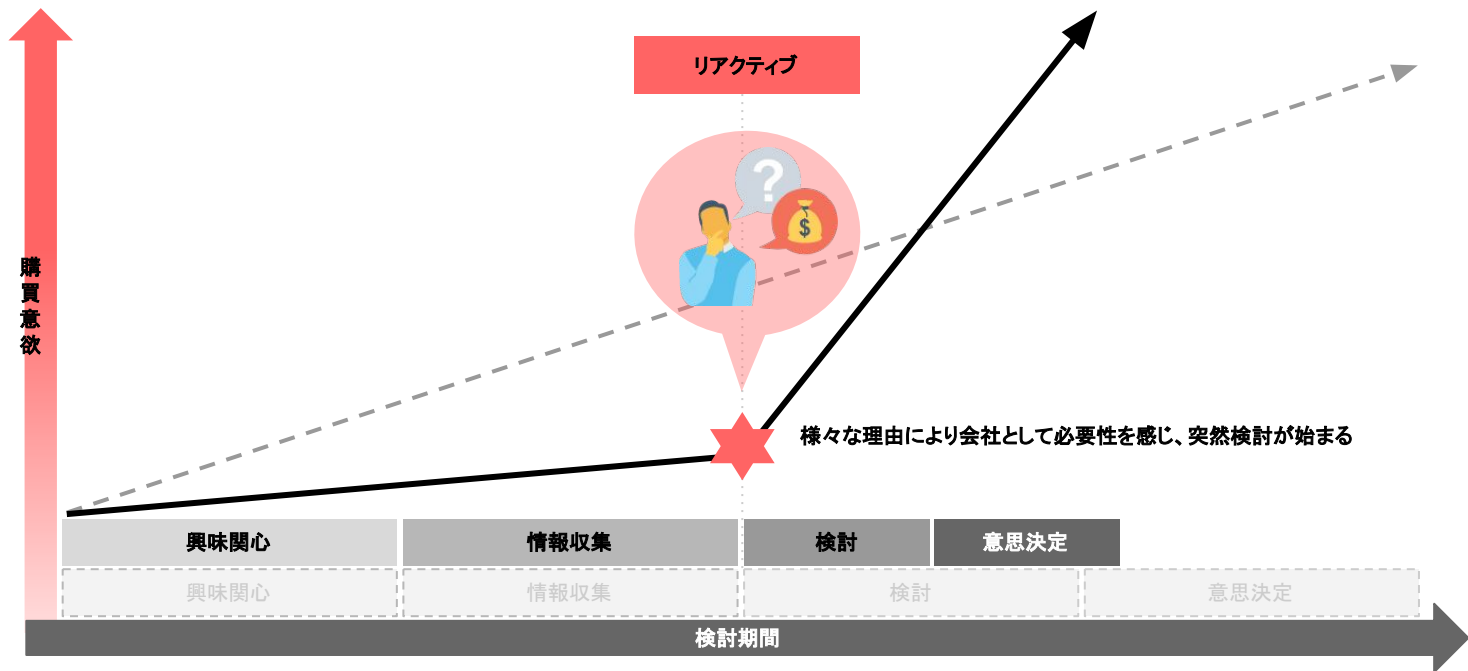 リアクティブ
?
$
購買意欲
様々な理由により会社として必要性を感じ、突然検討が始まる
興味関心
情報収集
検討
意思決定
興味関心
情報収集
検討
意思決定
検討期間